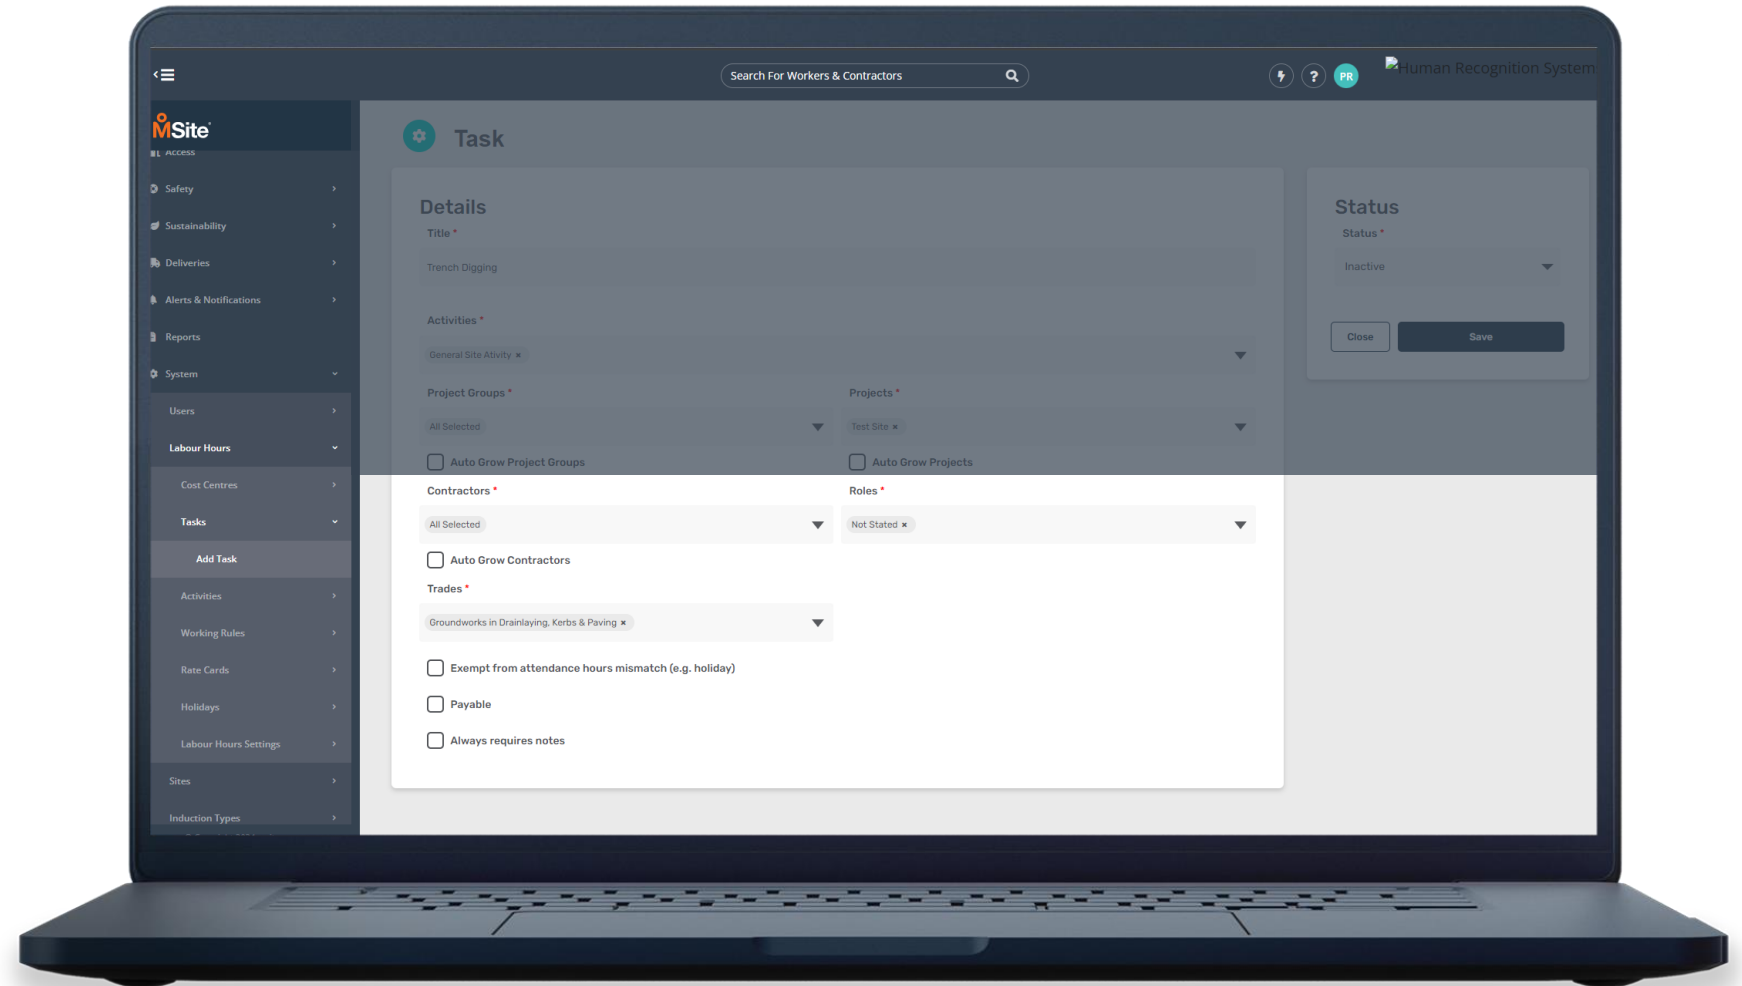 Search For Workers & Contractors
?
PR
Human Recognition System
MSite
Access
Safety
Sustainability
Deliveries
Alerts & Notifications
Reports
System
Users
Labour Hours
Cost Centres
Tasks
Add Task
Activities
Working Rules
Rate Cards
Holidays
Labour Hours Settings
Sites
Induction Types
Task
Details
Title *
Trench Digging
Activities *
General Site Ativity ×
Project Groups * Projects *
All Selected Test Site ×
Auto Grow Project Groups Auto Grow Projects
Contractors * Roles *
All Selected Not Stated ×
Auto Grow Contractors
Trades *
Groundworks in Drainlaying, Kerbs & Paving ×
Exempt from attendance hours mismatch (e.g. holiday)
Payable
Always requires notes
Status
Status *
Inactive
Close Save